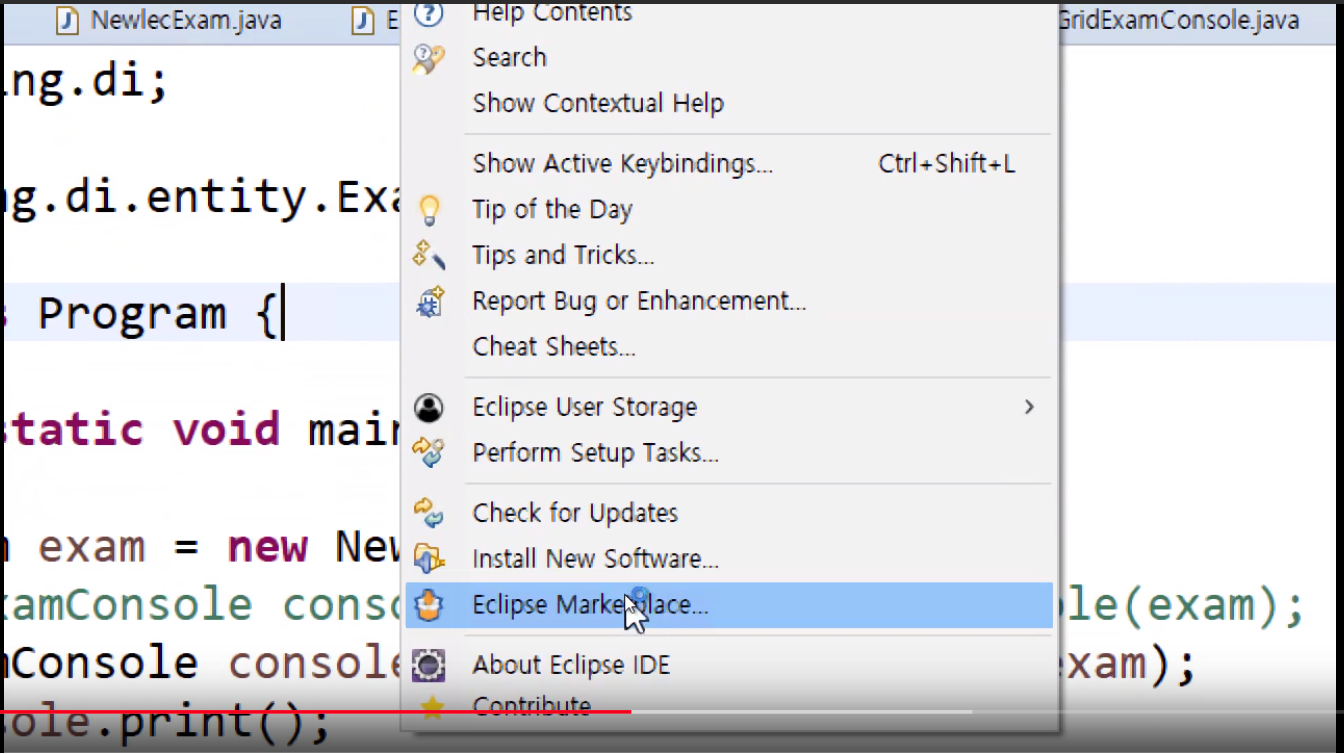 NewlecExam.java
E
GridExamConsole.java
Help Contents
Search
Show Contextual Help
Show Active Keybindings... Ctrl+Shift+L
Tip of the Day
Tips and Tricks...
Report Bug or Enhancement...
Cheat Sheets...
Eclipse User Storage
Perform Setup Tasks...
Check for Updates
Install New Software...
Eclipse Marketplace...
About Eclipse IDE
Contribute
ing.di;
ng.di.entity.Exa
s Program {
static void main
n exam = new New
xamConsole conso
le(exam);
mConsole console
exam);
sole.print();